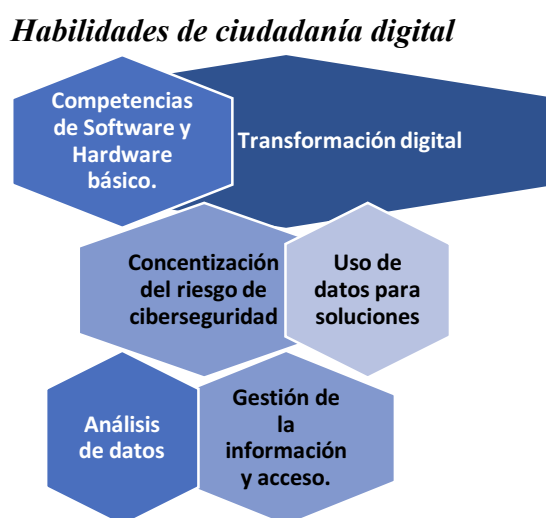 Habilidades de ciudadanía digital
Competencias
de Software y
Hardware
básico.
Transformación digital
Concentización
del riesgo de
ciberseguridad
Uso de
datos para
soluciones
Análisis
de datos
Gestión de
la
información
y acceso.